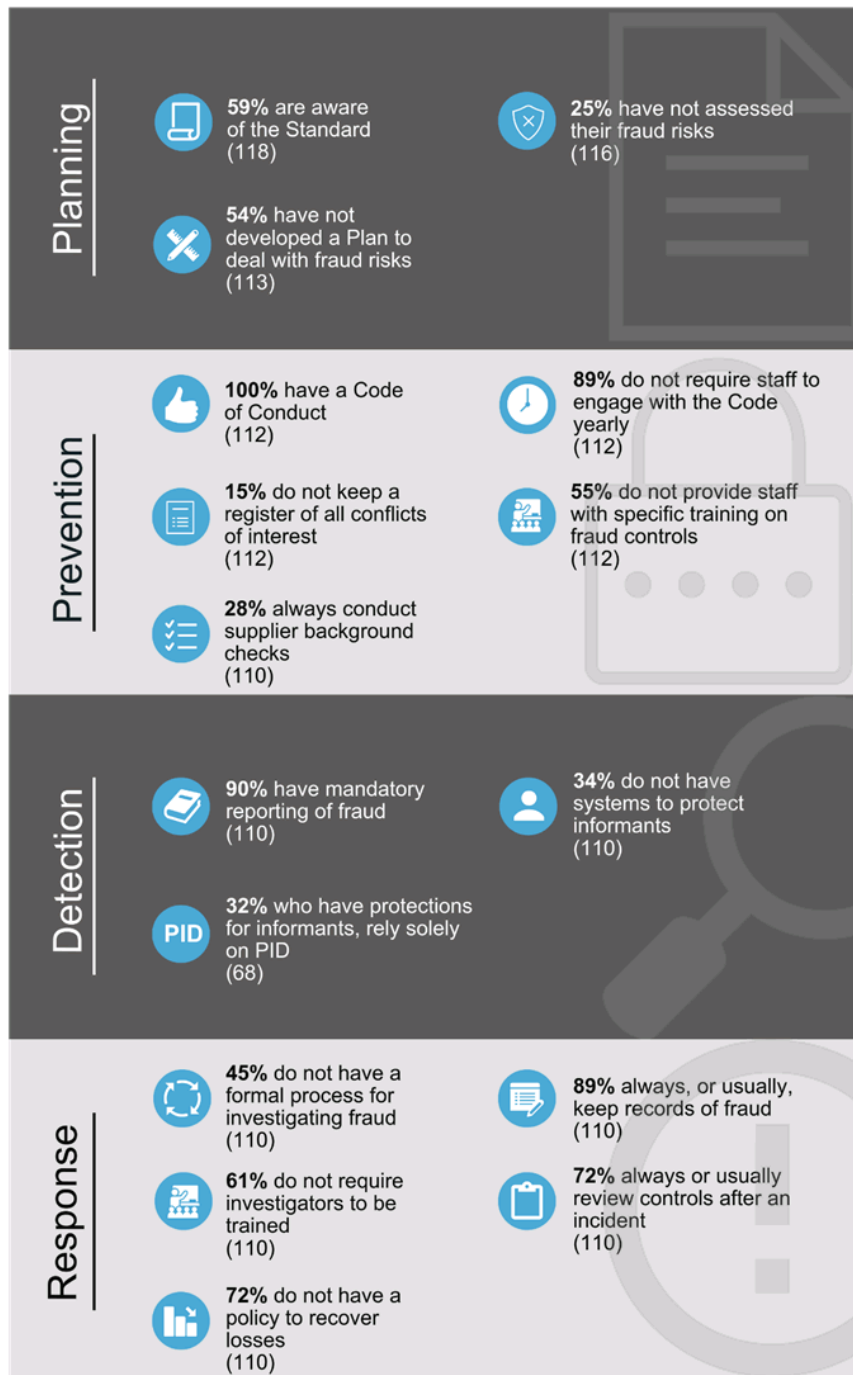 Planning
59% are aware
of the Standard
(118)
25% have not assessed
their fraud risks
(116)
54% have not
developed a Plan to
deal with fraud risks
(113)
Prevention
100% have a Code
of Conduct
(112)
89% do not require staff to
engage with the Code
yearly
(112)
15% do not keep a
register of all conflicts
of interest
(112)
55% do not provide staff
with specific training on
fraud controls
(112)
28% always conduct
supplier background
checks
(110)
Detection
90% have mandatory
reporting of fraud
(110)
34% do not have
systems to protect
informants
(110)
PID
32% who have protections
for informants, rely solely
on PID
(68)
Response
45% do not have a
formal process for
investigating fraud
(110)
89% always, or usually,
keep records of fraud
(110)
61% do not require
investigators to be
trained
(110)
72% always or usually
review controls after an
incident
(110)
72% do not have a
policy to recover
losses
(110)